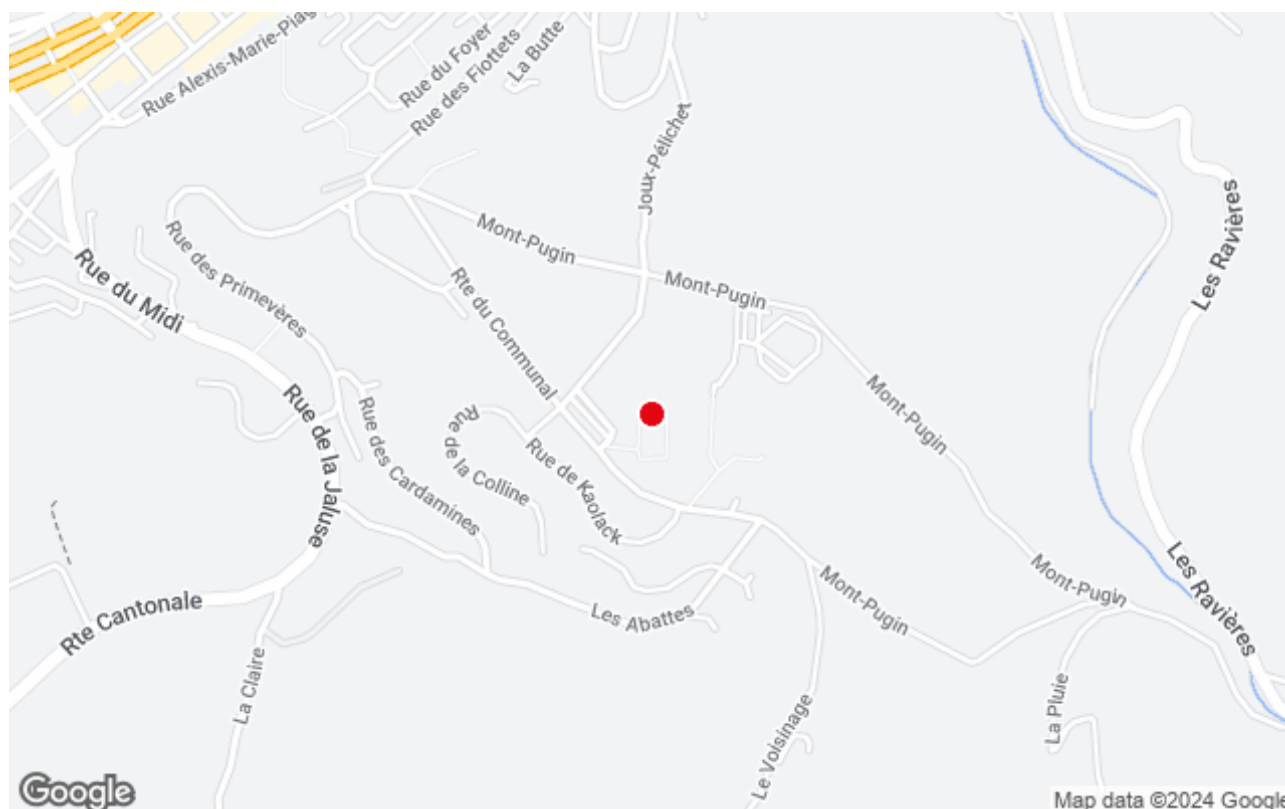 Rue Alexis-Marie-Piag
Rue du Foyer
Rue des Fiottets
La Butte
Joux-Pélichet
Les Ravières
Rue des Primevères
Mont-Pugin
Mont-Pugin
Rue du Midi
Rte du Communal
Mont-Pugin
Rue de la Jaluse
Rue des Cardamines
Rue de la Colline
Rue de Kaolack
Mont-Pugin
Les Ravières
Mont-Pugin
Rte Cantonale
Les Abattes
La Claire
Le Voisinage
La Pluie
Google
Map data ©2024 Google